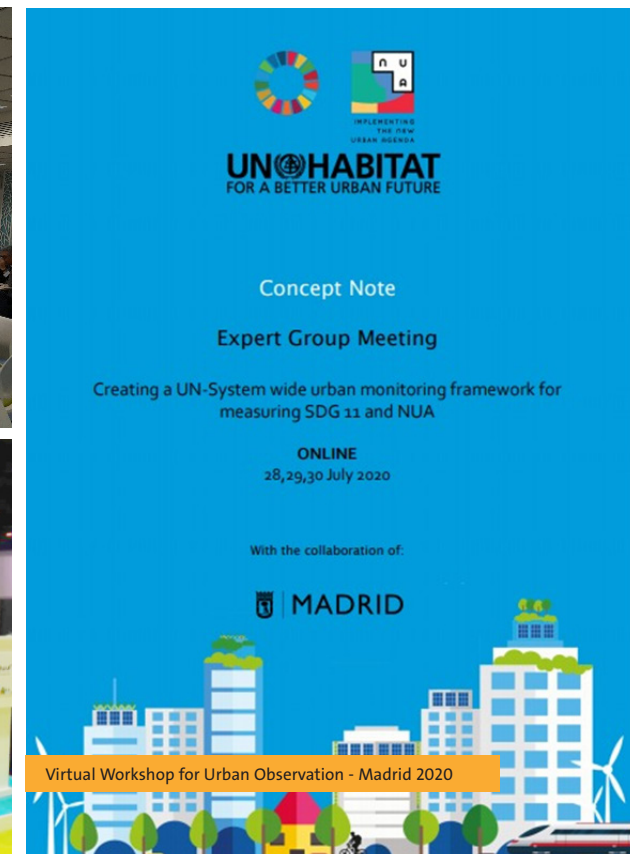 NUA
IMPLEMENTING
THE NEW
URBAN AGENDA
UN HABITAT
FOR A BETTER URBAN FUTURE
Concept Note
Expert Group Meeting
Creating a UN-System wide urban monitoring framework for
measuring SDG 11 and NUA
ONLINE
28,29,30 July 2020
With the collaboration of:
MADRID
Virtual Workshop for Urban Observation - Madrid 2020